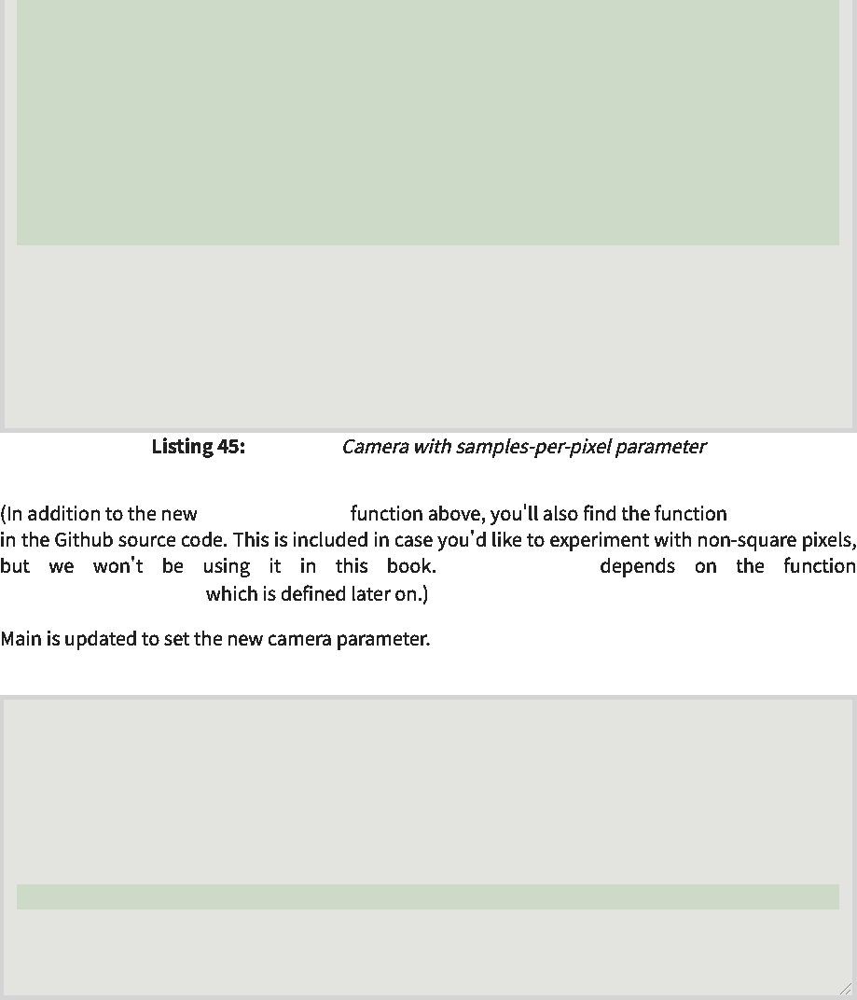 Listing 45: Camera with samples-per-pixel parameter
(In addition to the new function above, you'll also find the function
in the Github source code. This is included in case you'd like to experiment with non-square pixels,
but we won't be using it in this book. depends on the function
which is defined later on.)
Main is updated to set the new camera parameter.